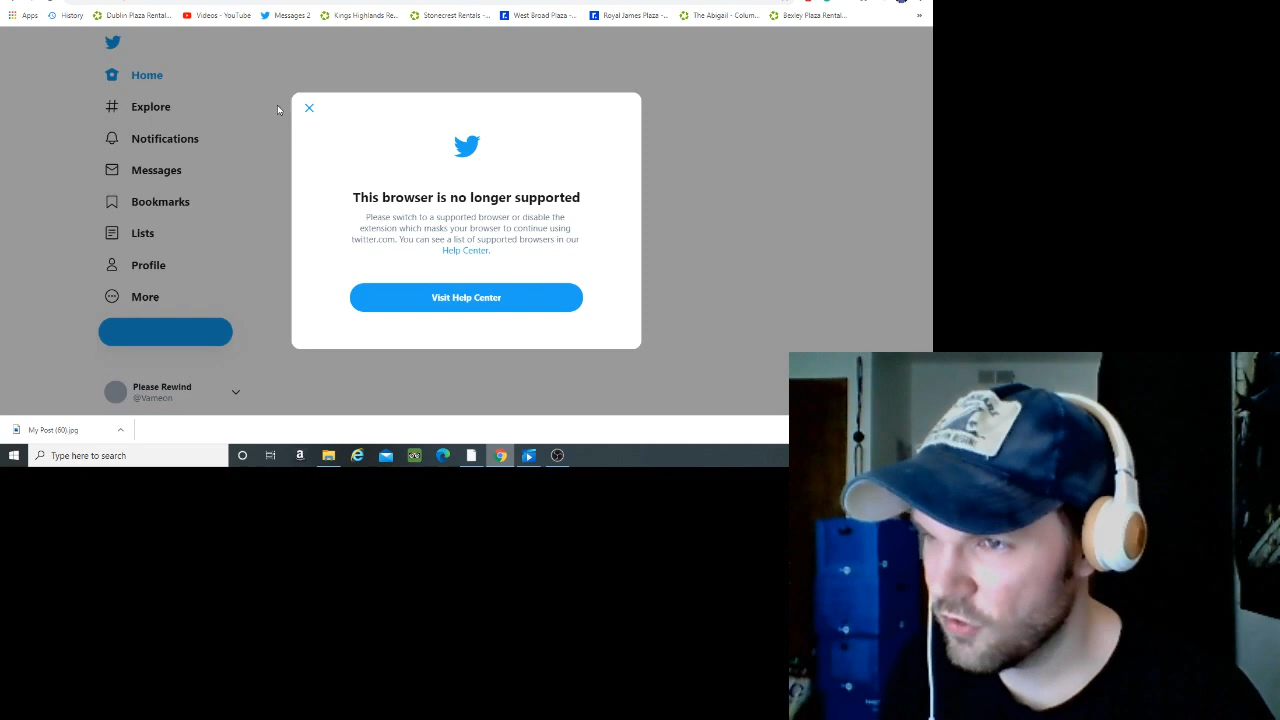 Apps
History
Dublin Plaza Rental...
Videos - YouTube
Messages 2
Kings Highlands Re...
Stonecrest Rentals -...
West Broad Plaza -...
Royal James Plaza -...
The Abigail - Colum...
Bexley Plaza Rental...
»
Home
Explore
Notifications
Messages
Bookmarks
Lists
Profile
More
This browser is no longer supported
Please switch to a supported browser or disable the
extension which masks your browser to continue using
twitter.com. You can see a list of supported browsers in our
Help Center.
Visit Help Center
Please Rewind
@Varneon
My Post (60).jpg
Type here to search